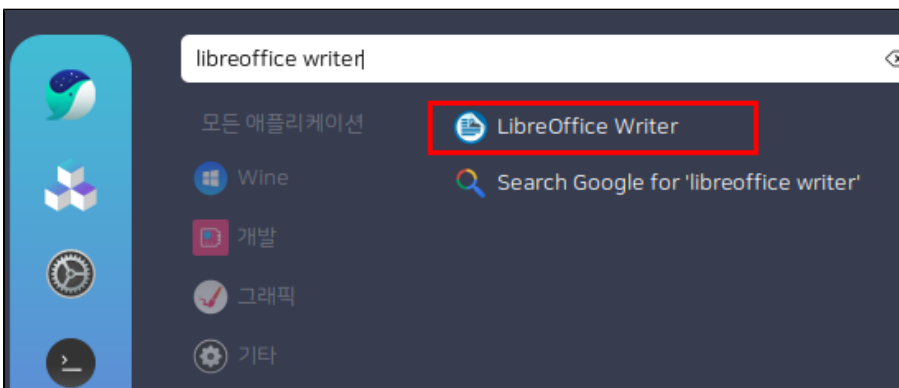 libreoffice writer
모든 애플리케이션
LibreOffice Writer
Wine
Search Google for 'libreoffice writer'
개발
그래픽
기타